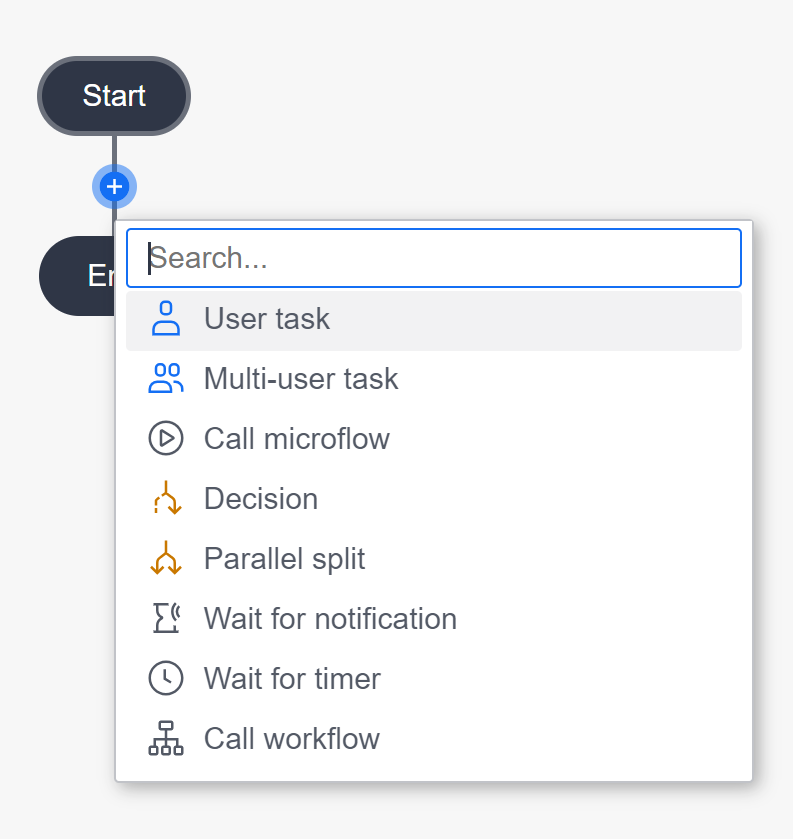 Start
Search...
User task
Multi-user task
Call microflow
Decision
Parallel split
Wait for notification
Wait for timer
Call workflow